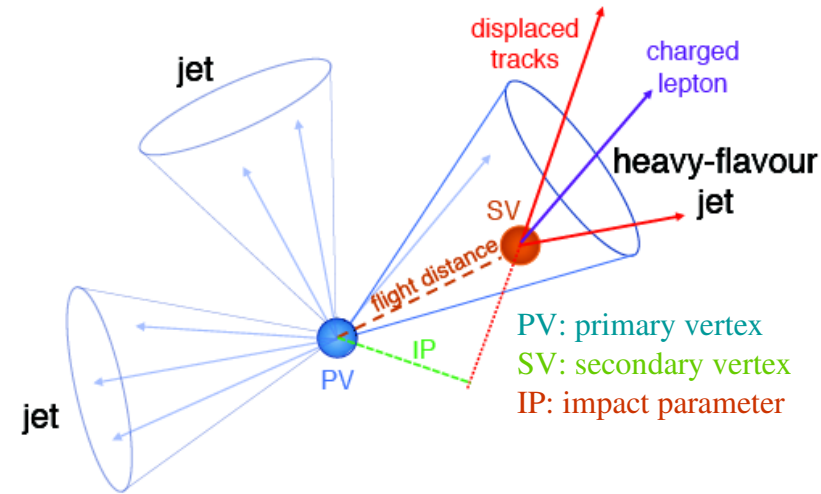 displaced
tracks
charged
lepton
jet
heavy-flavour
jet
SV
flight distance
IP
PV
PV: primary vertex
SV: secondary vertex
IP: impact parameter
jet